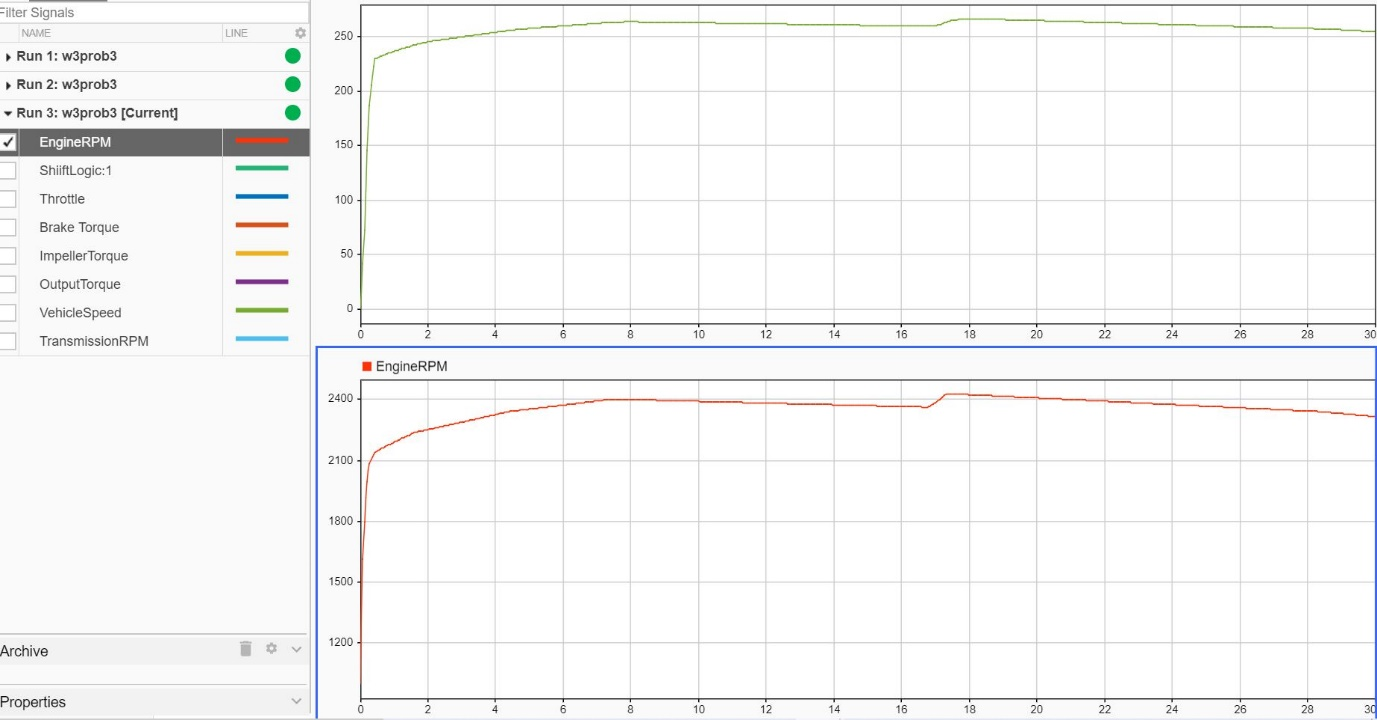 Filter Signals
NAME LINE
Run 1: w3prob3
Run 2: w3prob3
Run 3: w3prob3 [Current]
EngineRPM
ShiiftLogic:1
Throttle
Brake Torque
ImpellerTorque
OutputTorque
VehicleSpeed
TransmissionRPM
Archive
Properties
250
200
150
100
50
0
0 2 4 6 8 10 12 14 16 18 20 22 24 26 28 30
EngineRPM
2400
2100
1800
1500
1200
0 2 4 6 8 10 12 14 16 18 20 22 24 26 28 30